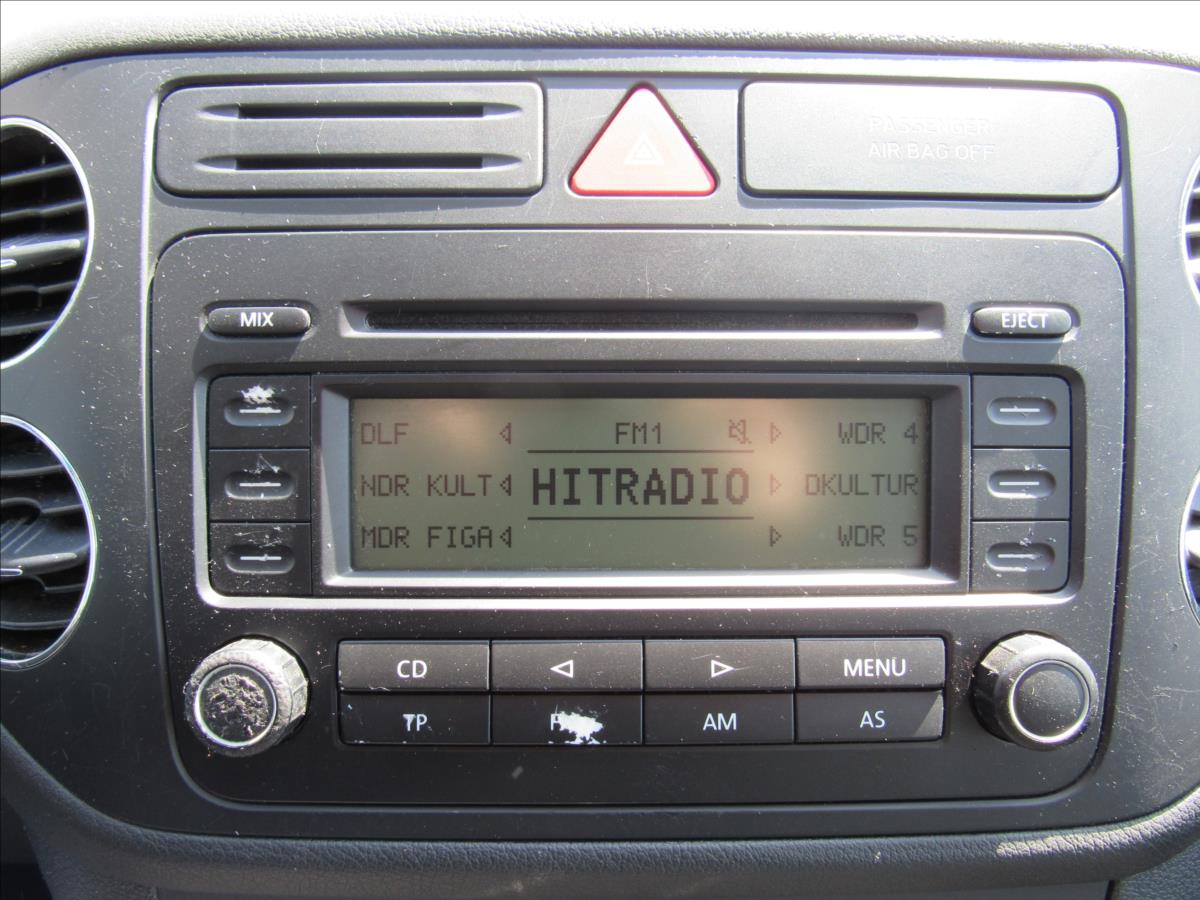 PASSENGER
AIR BAG OFF
MIX
EJECT
DLF FM1 WDR 4
NDR KULT HITRADIO DKULTUR
MDR FIGA WDR 5
CD MENU
TP AM AS